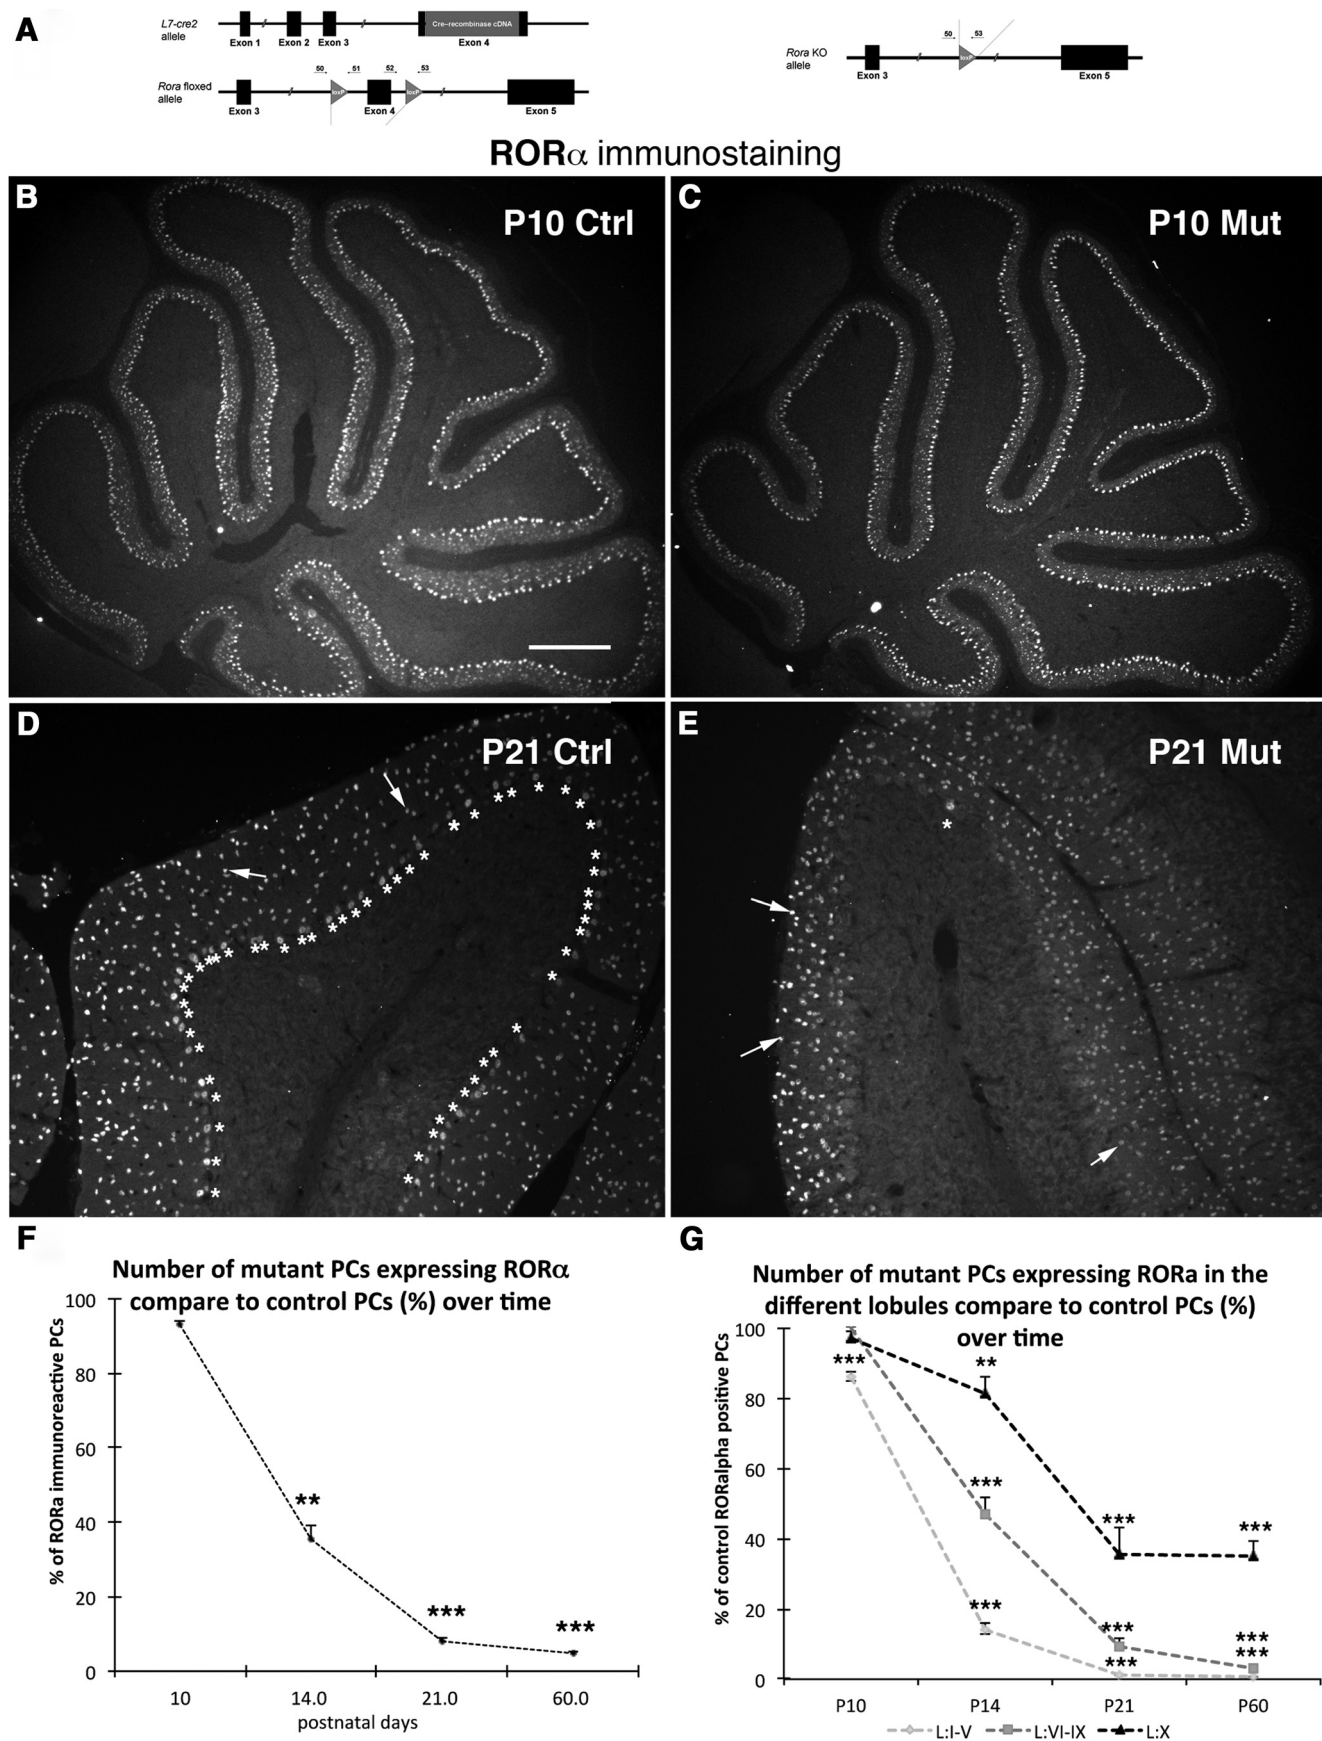 A
L7-cre2
allele
Exon 1
Exon 2
Exon 3
Cre-recombinase cDNA
Exon 4
Rora floxed
allele
50
51
52
53
loxP
loxP
Exon 3
Exon 4
Exon 5
Rora KO
allele
50
53
loxP
Exon 3
Exon 5
RORα immunostaining
B
P10 Ctrl
C
P10 Mut
D
P21 Ctrl
* * * * * * * * * * * * * * * * * * * * * * * * * * * * * * * * * * * * * * * * * * * * * * * * * * * *
E
P21 Mut
*
F
Number of mutant PCs expressing RORα
compare to control PCs (%) over time
% of RORa immunoreactive PCs
100
80
60
40
20
0
**
***
***
10
14.0
21.0
60.0
postnatal days
G
Number of mutant PCs expressing RORa in the
different lobules compare to control PCs (%)
over time
% of control RORalpha positive PCs
100
80
60
40
20
0
***
**
***
***
***
***
***
***
***
***
P10
P14
P21
P60
L:I-V
L:VI-IX
L:X